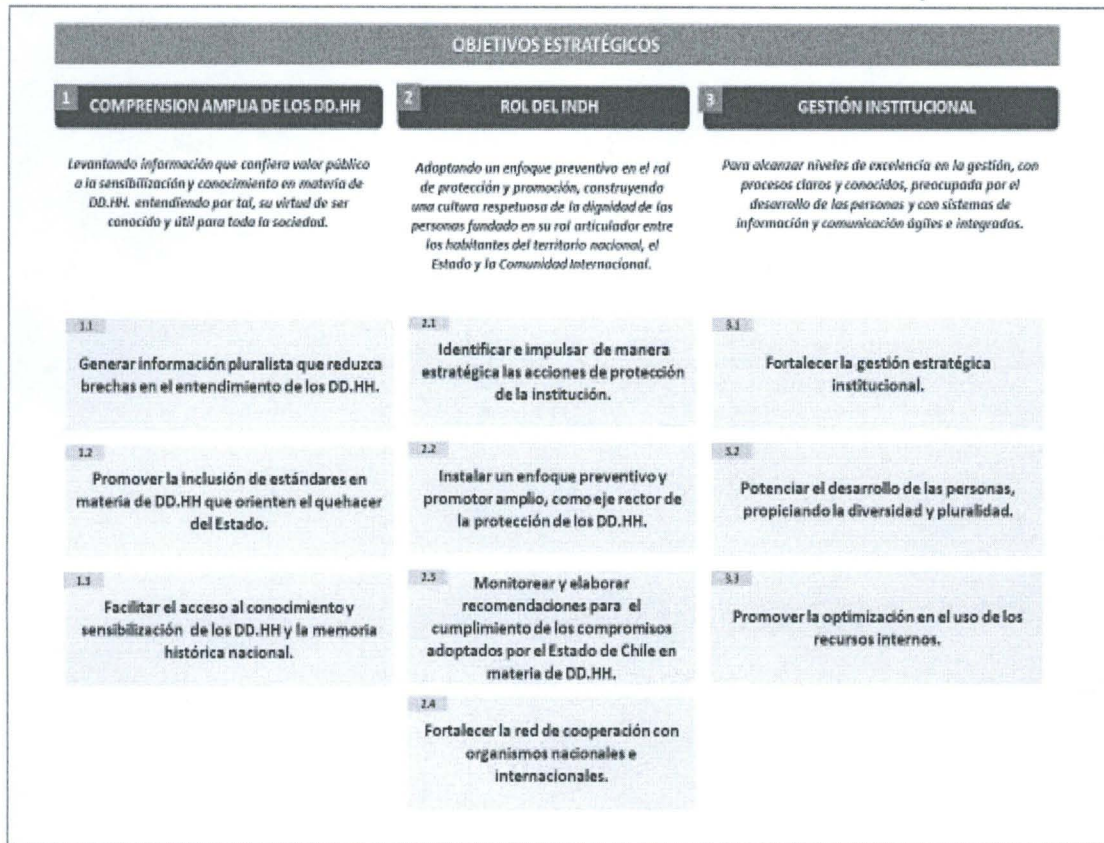 OBJETIVOS ESTRATÉGICOS
1 COMPRENSION AMPLIA DE LOS DD.HH
Levantando información que confiera valor público
a la sensibilización y conocimiento en materia de
DD.HH. entendiendo por tal, su virtud de ser
conocido y útil para toda la sociedad.
1.1
Generar información pluralista que reduzca
brechas en el entendimiento de los DD.HH.
1.2
Promover la inclusión de estándares en
materia de DD.HH que orienten el quehacer
del Estado.
1.3
Facilitar el acceso al conocimiento y
sensibilización de los DD.HH y la memoria
histórica nacional.
2 ROL DEL INDH
Adoptando un enfoque preventivo en el rol
de protección y promoción, construyendo
una cultura respetuosa de la dignidad de las
personas fundado en su rol articulador entre
los habitantes del territorio nacional, el
Estado y la Comunidad Internacional.
2.1
Identificar e impulsar de manera
estratégica las acciones de protección
de la institución.
2.2
Instalar un enfoque preventivo y
promotor amplio, como eje rector de
la protección de los DD.HH.
2.3
Monitorear y elaborar
recomendaciones para el
cumplimiento de los compromisos
adoptados por el Estado de Chile en
materia de DD.HH.
2.4
Fortalecer la red de cooperación con
organismos nacionales e
internacionales.
3 GESTIÓN INSTITUCIONAL
Para alcanzar niveles de excelencia en la gestión, con
procesos claros y conocidos, preocupada por el
desarrollo de las personas y con sistemas de
información y comunicación ágiles e integrados.
3.1
Fortalecer la gestión estratégica
institucional.
3.2
Potenciar el desarrollo de las personas,
propiciando la diversidad y pluralidad.
3.3
Promover la optimización en el uso de los
recursos internos.